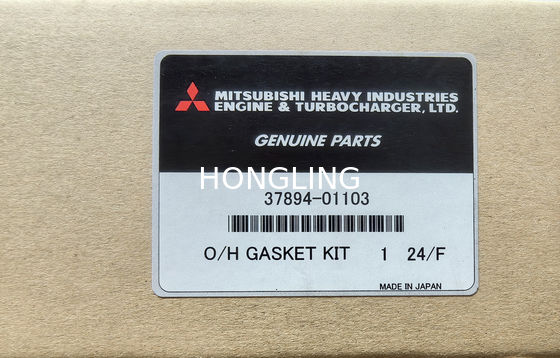 MITSUBISHI HEAVY INDUSTRIES
ENGINE & TURBOCHARGER, LTD.
GENUINE PARTS
HONGLING
37894-01103
O/H GASKET KIT 1 24/F
MADE IN JAPAN